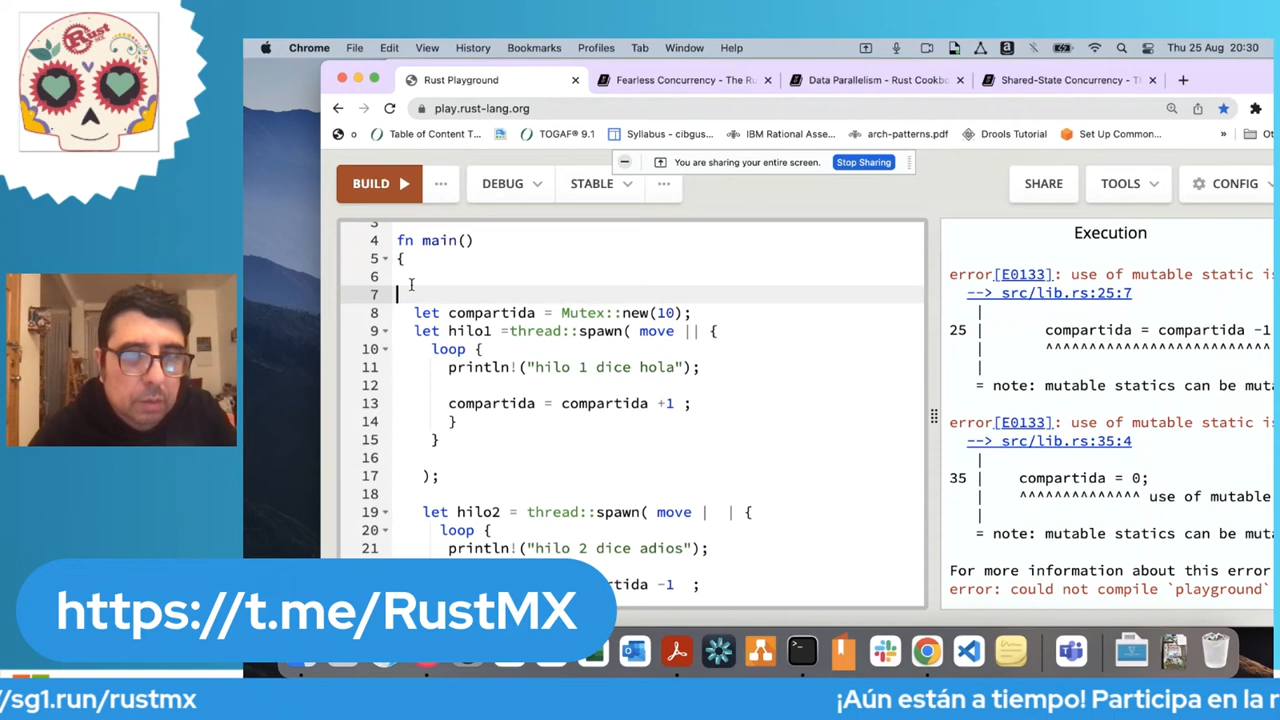 Rust
MX
Chrome File Edit View History Bookmarks Profiles Tab Window Help Thu 25 Aug 20:30
Rust Playground Fearless Concurrency - The Ru Data Parallelism - Rust Cookbo Shared-State Concurrency - Th
play.rust-lang.org
o Table of Content T... TOGAF® 9.1 Syllabus - cibgus... IBM Rational Asse... arch-patterns.pdf Drools Tutorial Set Up Common...
You are sharing your entire screen. Stop Sharing
BUILD DEBUG STABLE SHARE TOOLS CONFIG
3
4 fn main()
5 {
6
7
8 let compartida = Mutex::new(10);
9 let hilo1 =thread::spawn( move || {
10 loop {
11 println!("hilo 1 dice hola");
12
13 compartida = compartida +1 ;
14 }
15 }
16
17 );
18
19 let hilo2 = thread::spawn( move | | {
20 loop {
21 println!("hilo 2 dice adios");
rtida -1 ;
Execution
error[E0133]: use of mutable static is
--> src/lib.rs:25:7
|
25 | compartida = compartida -1
| ^^^^^^^^^^^^^^^^^^^^^^^^^^
= note: mutable statics can be muta
error[E0133]: use of mutable static is
--> src/lib.rs:35:4
|
35 | compartida = 0;
| ^^^^^^^^^^^^^^ use of mutable
|
= note: mutable statics can be muta
For more information about this error
error: could not compile `playground`
https://t.me/RustMX
//sg1.run/rustmx
¡Aún están a tiempo! Participa en la r